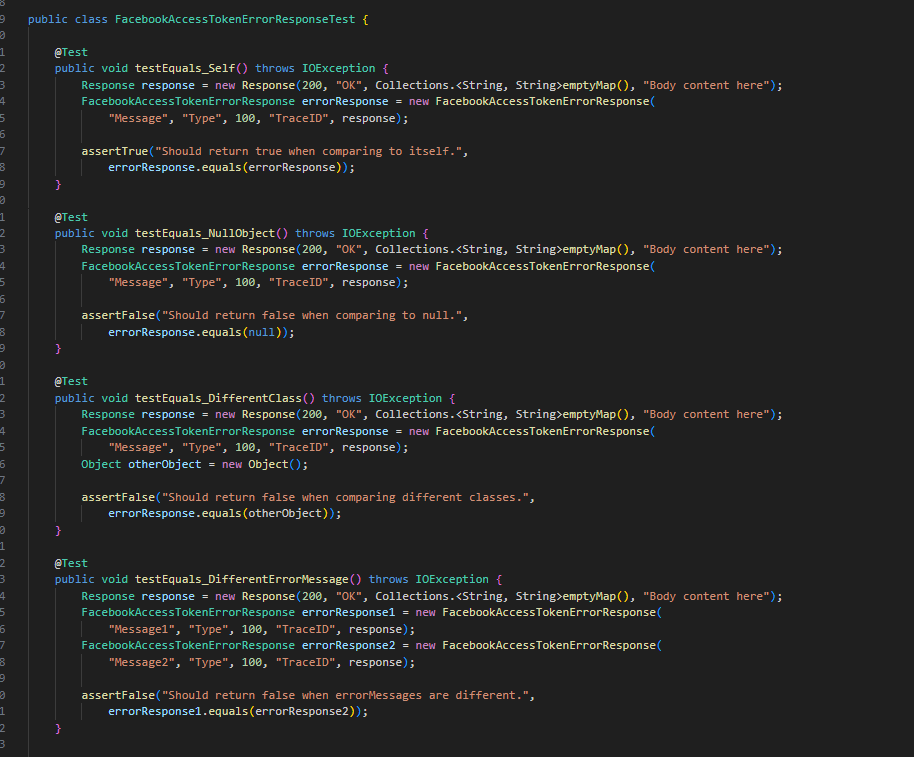 8
9 public class FacebookAccessTokenErrorResponseTest {
0
1 @Test
2 public void testEquals_Self() throws IOException {
3 Response response = new Response(200, "OK", Collections.<String, String>emptyMap(), "Body content here");
4 FacebookAccessTokenErrorResponse errorResponse = new FacebookAccessTokenErrorResponse(
5 "Message", "Type", 100, "TraceID", response);
6
7 assertTrue("Should return true when comparing to itself.",
8 errorResponse.equals(errorResponse));
9 }
0
1 @Test
2 public void testEquals_NullObject() throws IOException {
3 Response response = new Response(200, "OK", Collections.<String, String>emptyMap(), "Body content here");
4 FacebookAccessTokenErrorResponse errorResponse = new FacebookAccessTokenErrorResponse(
5 "Message", "Type", 100, "TraceID", response);
6
7 assertFalse("Should return false when comparing to null.",
8 errorResponse.equals(null));
9 }
0
1 @Test
2 public void testEquals_DifferentClass() throws IOException {
3 Response response = new Response(200, "OK", Collections.<String, String>emptyMap(), "Body content here");
4 FacebookAccessTokenErrorResponse errorResponse = new FacebookAccessTokenErrorResponse(
5 "Message", "Type", 100, "TraceID", response);
6 Object otherObject = new Object();
7
8 assertFalse("Should return false when comparing different classes.",
9 errorResponse.equals(otherObject));
0 }
1
2 @Test
3 public void testEquals_DifferentErrorMessage() throws IOException {
4 Response response = new Response(200, "OK", Collections.<String, String>emptyMap(), "Body content here");
5 FacebookAccessTokenErrorResponse errorResponse1 = new FacebookAccessTokenErrorResponse(
6 "Message1", "Type", 100, "TraceID", response);
7 FacebookAccessTokenErrorResponse errorResponse2 = new FacebookAccessTokenErrorResponse(
8 "Message2", "Type", 100, "TraceID", response);
9
0 assertFalse("Should return false when errorMessages are different.",
1 errorResponse1.equals(errorResponse2));
2 }
3